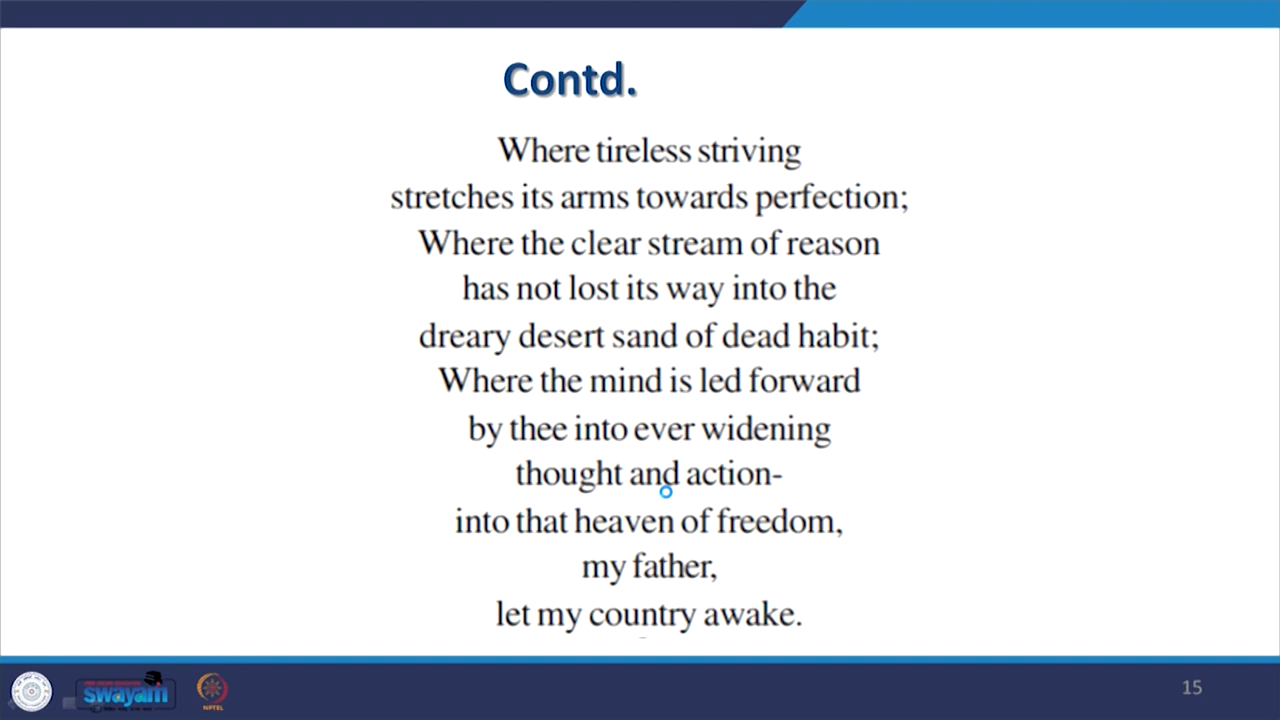 Contd.
Where tireless striving
stretches its arms towards perfection;
Where the clear stream of reason
has not lost its way into the
dreary desert sand of dead habit;
Where the mind is led forward
by thee into ever widening
thought and action-
into that heaven of freedom,
my father,
let my country awake.
swayam
NPTEL
15